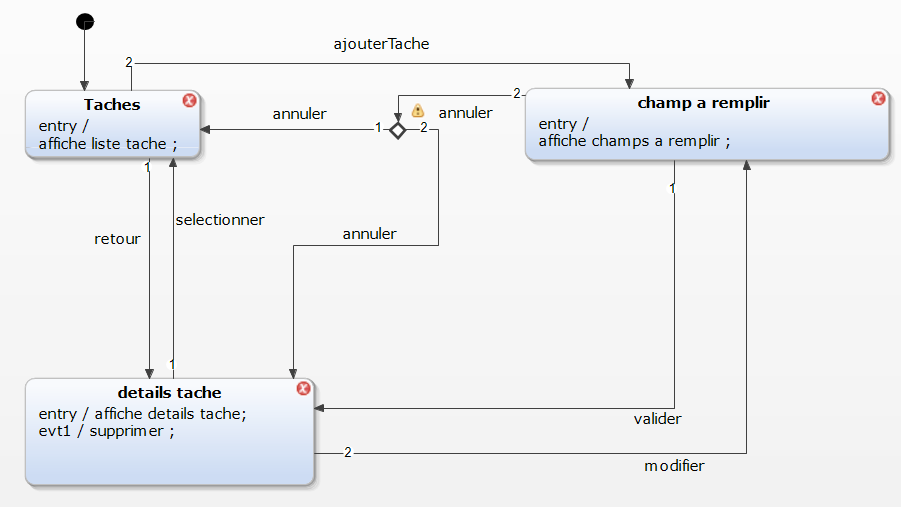 ajouterTache
2
Taches
entry /
affiche liste tache ;
annuler
1
2
annuler
2
champ a remplir
entry /
affiche champs a remplir ;
1
retour
selectionner
annuler
1
1
details tache
entry / affiche details tache;
evt1 / supprimer ;
valider
2
modifier